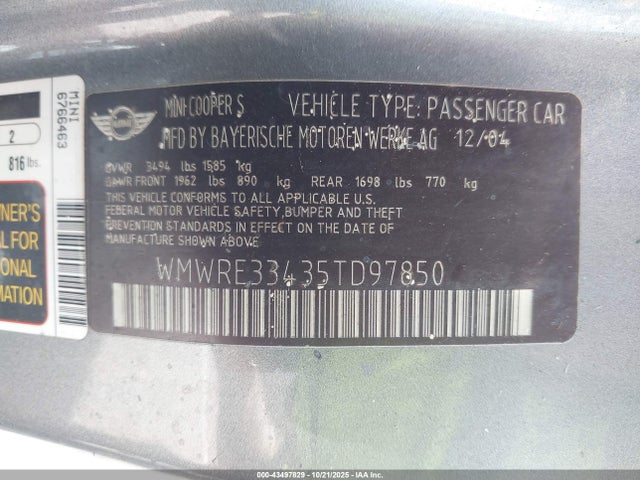 MINI COOPER S VEHICLE TYPE: PASSENGER CAR
MFD BY BAYERISCHE MOTOREN WERKE AG 12/04
GVWR 3494 lbs 1585 kg
GAWR FRONT 1962 lbs 890 kg REAR 1698 lbs 770 kg
THIS VEHICLE CONFORMS TO ALL APPLICABLE U.S.
FEDERAL MOTOR VEHICLE SAFETY, BUMPER AND THEFT
PREVENTION STANDARDS IN EFFECT ON THE DATE
OF MANUFACTURE SHOWN ABOVE.
WMWRE33435TD97850
MINI
6766463
2
816 lbs.
NER'S
L FOR
ONAL
MATION
000-43497829 - 10/21/2025 - IAAI.COM